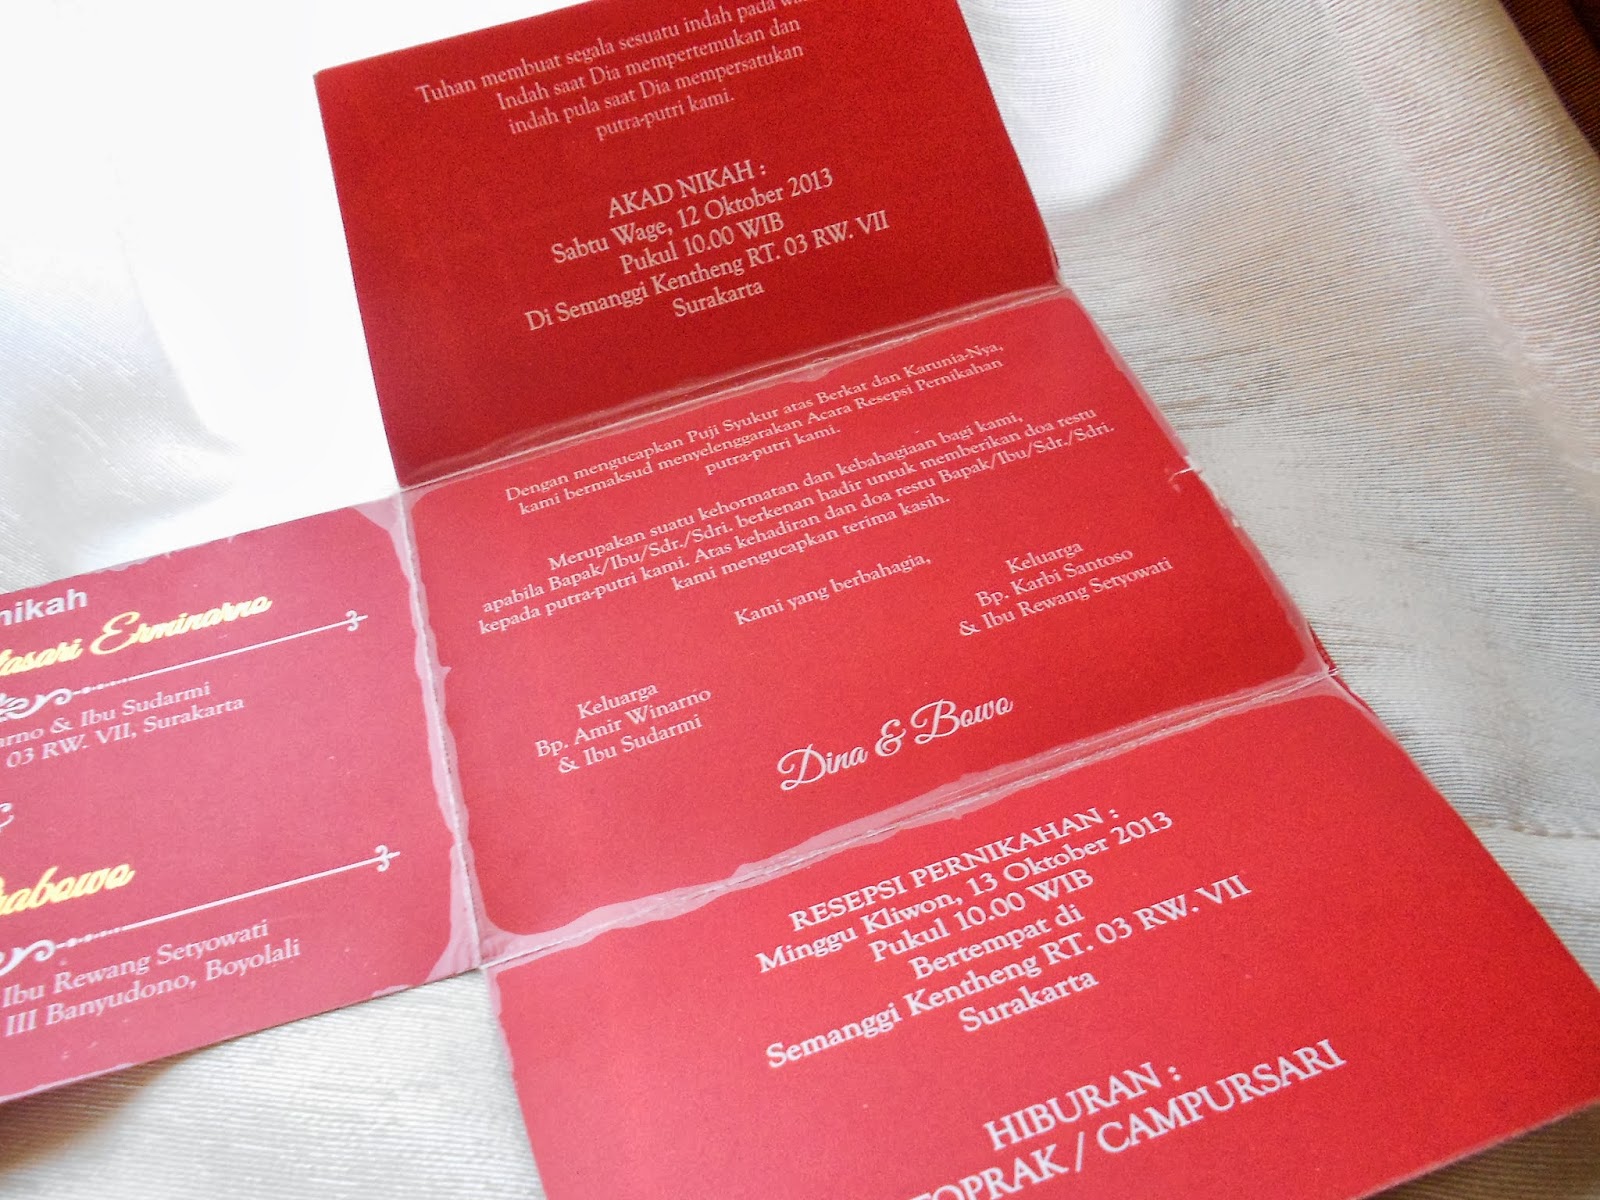 Tuhan membuat segala sesuatu indah pada
Indah saat Dia mempertemukan dan
indah pula saat Dia mempersatukan
putra-putri kami.
AKAD NIKAH :
Sabtu Wage, 12 Oktober 2013
Pukul 10.00 WIB
Di Semanggi Kentheng RT. 03 RW. VII
Surakarta
Dengan mengucapkan Puji Syukur atas Berkat dan Karunia-Nya,
kami bermaksud menyelenggarakan Acara Resepsi Pernikahan
putra-putri kami.
Merupakan suatu kehormatan dan kebahagiaan bagi kami,
apabila Bapak/Ibu/Sdr./Sdri. berkenan hadir untuk memberikan doa restu
kepada putra-putri kami. Atas kehadiran dan doa restu Bapak/Ibu/Sdr./Sdri.
kami mengucapkan terima kasih.
Kami yang berbahagia,
Keluarga
Bp. Amir Winarno
& Ibu Sudarmi
Keluarga
Bp. Karbi Santoso
& Ibu Rewang Setyowati
Dina & Bowo
nikah
Erminarno
& Ibu Sudarmi
03 RW. VII, Surakarta
Ibu Rewang Setyowati
III Banyudono, Boyolali
RESEPSI PERNIKAHAN :
Minggu Kliwon, 13 Oktober 2013
Pukul 10.00 WIB
Bertempat di
Semanggi Kentheng RT. 03 RW. VII
Surakarta
HIBURAN :
/ CAMPURSARI